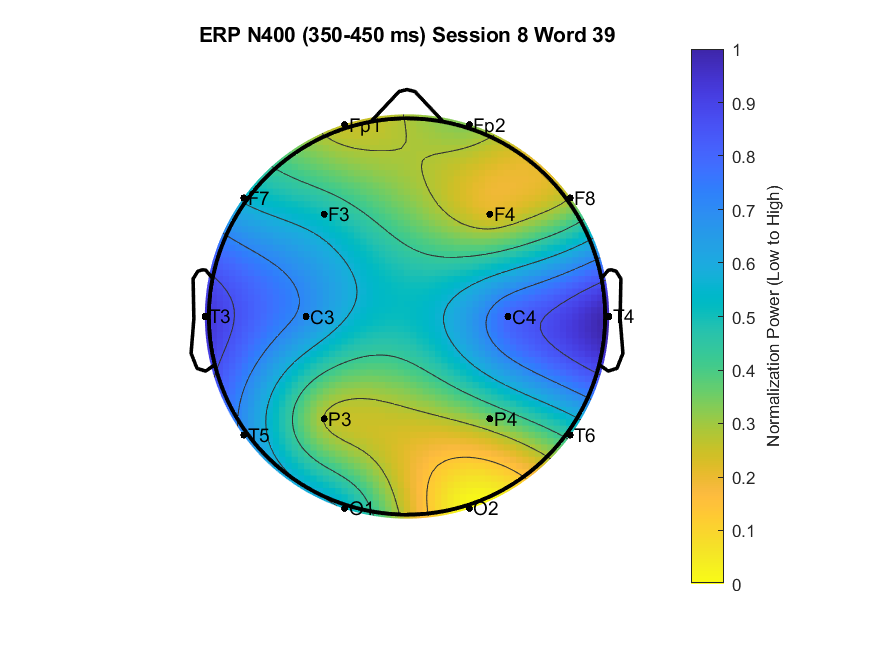 ERP N400 (350-450 ms) Session 8 Word 39
Fp1 Fp2
F7 F8
F3 F4
T3 C3 C4 T4
P3 P4
T5 T6
O1 O2
1
0.9
0.8
0.7
0.6
0.5
0.4
0.3
0.2
0.1
0
Normalization Power (Low to High)